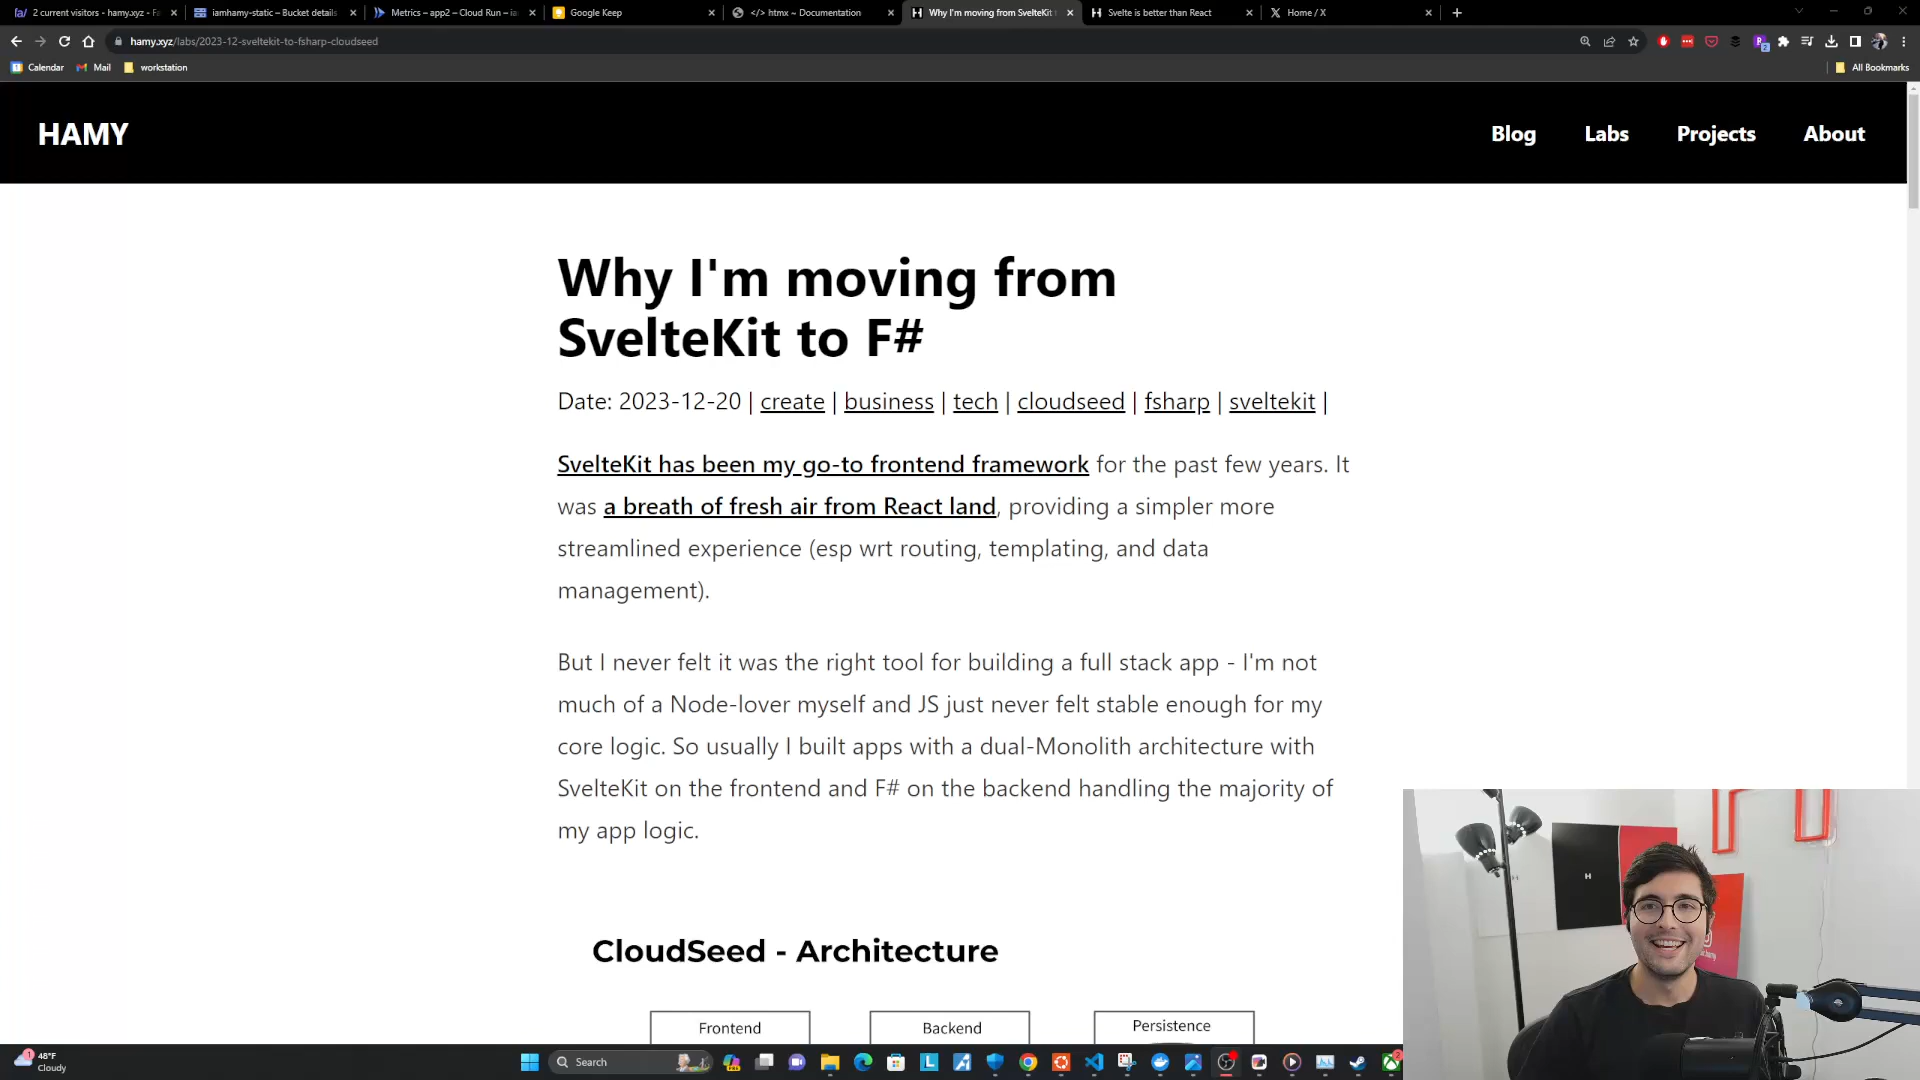 2 current visitors - hamy.xyz - Fa
iamhamy-static – Bucket details
Metrics – app2 – Cloud Run – ia
Google Keep
</> htmx ~ Documentation
Why I'm moving from SvelteKit
Svelte is better than React
Home / X
hamy.xyz/labs/2023-12-sveltekit-to-fsharp-cloudseed
Calendar
Mail
workstation
All Bookmarks
HAMY
Blog
Labs
Projects
About
Why I'm moving from
SvelteKit to F#
Date: 2023-12-20 | create | business | tech | cloudseed | fsharp | sveltekit |
SvelteKit has been my go-to frontend framework for the past few years. It
was a breath of fresh air from React land, providing a simpler more
streamlined experience (esp wrt routing, templating, and data
management).
But I never felt it was the right tool for building a full stack app - I'm not
much of a Node-lover myself and JS just never felt stable enough for my
core logic. So usually I built apps with a dual-Monolith architecture with
SvelteKit on the frontend and F# on the backend handling the majority of
my app logic.
CloudSeed - Architecture
Frontend
Backend
Persistence
H
1
48°F
Cloudy
Search